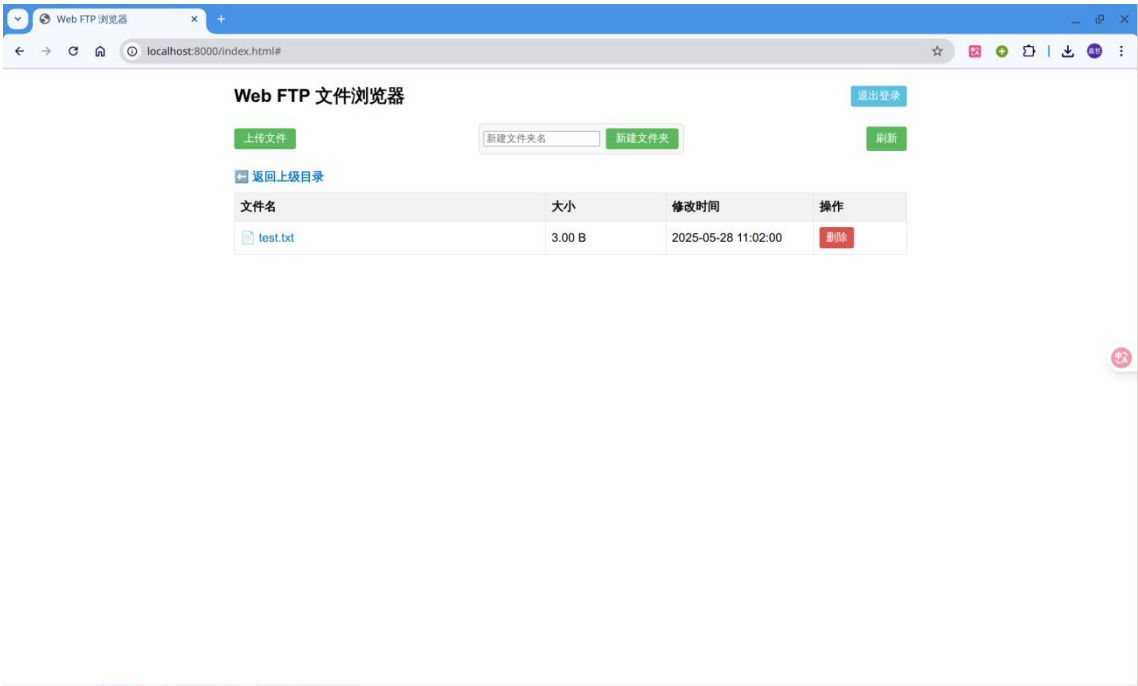 Web FTP 浏览器
localhost:8000/index.html#
Web FTP 文件浏览器
退出登录
上传文件
新建文件夹名
新建文件夹
刷新
返回上级目录
文件名 大小 修改时间 操作
test.txt 3.00 B 2025-05-28 11:02:00 删除